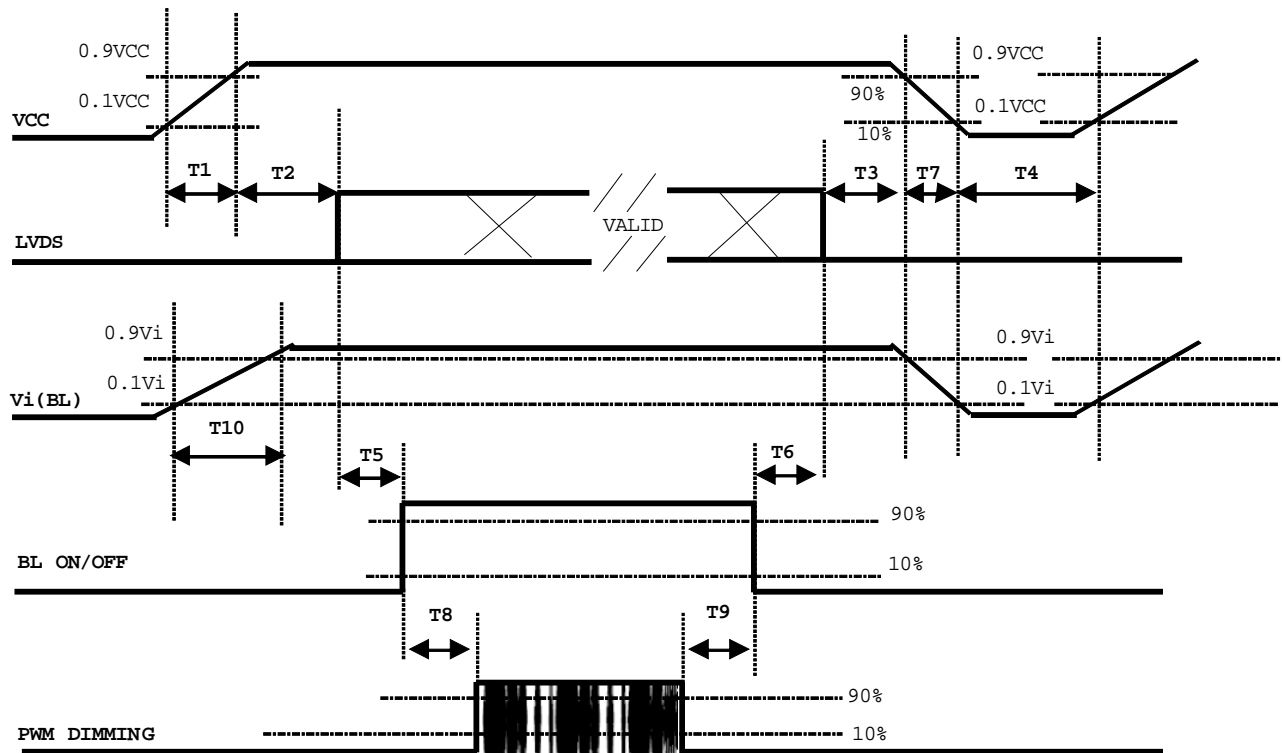 0.9VCC
0.9VCC
90%
0.1VCC
0.1VCC
VCC
10%
T1
T2
T3
T7
T4
VALID
LVDS
0.9Vi
0.9Vi
0.1Vi
0.1Vi
Vi(BL)
T10
T5
T6
90%
BL ON/OFF
10%
T8
T9
90%
PWM DIMMING
10%